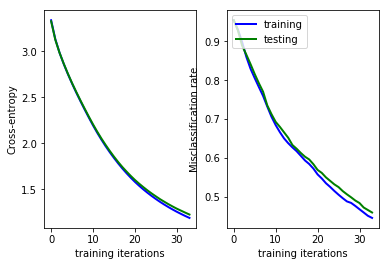 3.0
2.5
2.0
1.5
Cross-entropy
0
10
20
30
training iterations
0.9
0.8
0.7
0.6
0.5
Misclassification rate
0
10
20
30
training iterations
training
testing